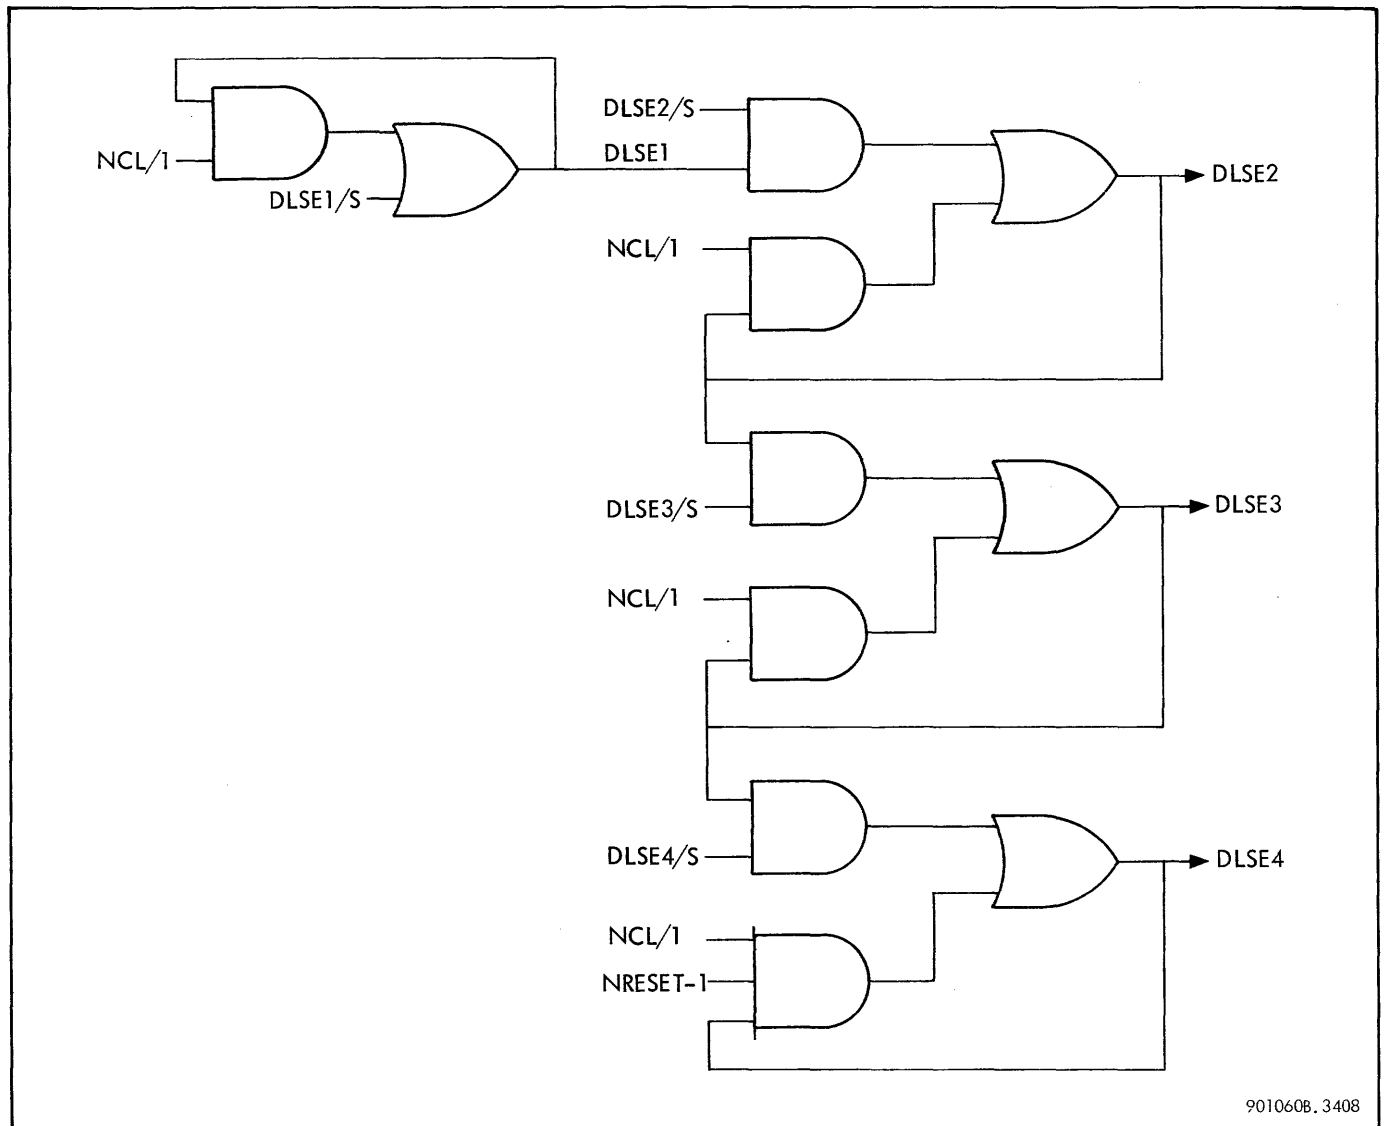 DLSE2/S
NCL/1
DLSE1
DLSE1/S
DLSE2
NCL/1
DLSE3/S
DLSE3
NCL/1
DLSE4/S
DLSE4
NCL/1
NRESET-1
901060B. 3408